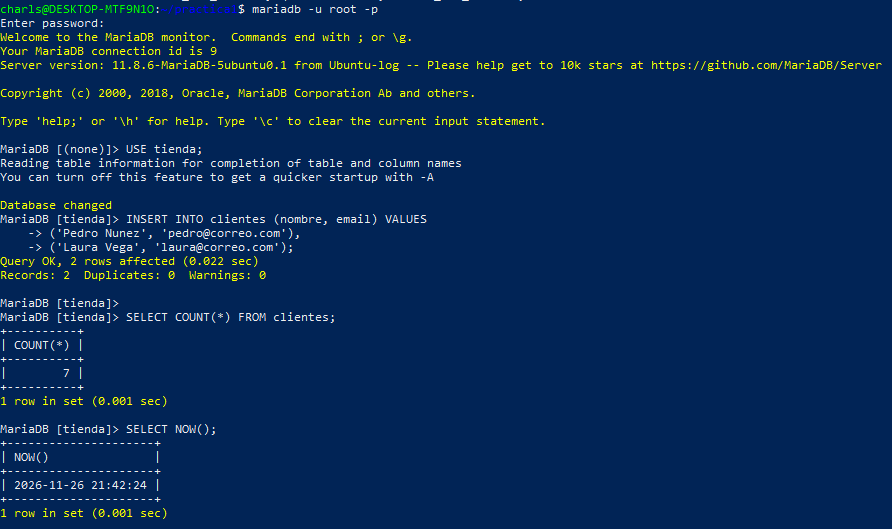 charls@DESKTOP-MTF9N1O: $ mariadb -u root -p
Enter password:
Welcome to the MariaDB monitor.  Commands end with ; or \g.
Your MariaDB connection id is 9
Server version: 11.8.6-MariaDB-5ubuntu0.1 from Ubuntu-log -- Please help get to 10k stars at https://github.com/MariaDB/Server

Copyright (c) 2000, 2018, Oracle, MariaDB Corporation Ab and others.

Type 'help;' or '\h' for help. Type '\c' to clear the current input statement.

MariaDB [(none)]> USE tienda;
Reading table information for completion of table and column names
You can turn off this feature to get a quicker startup with -A

Database changed
MariaDB [tienda]> INSERT INTO clientes (nombre, email) VALUES
    -> ('Pedro Nunez', 'pedro@correo.com'),
    -> ('Laura Vega', 'laura@correo.com');
Query OK, 2 rows affected (0.022 sec)
Records: 2  Duplicates: 0  Warnings: 0

MariaDB [tienda]>
MariaDB [tienda]> SELECT COUNT(*) FROM clientes;
+----------+
| COUNT(*) |
+----------+
|        7 |
+----------+
1 row in set (0.001 sec)

MariaDB [tienda]> SELECT NOW();
+---------------------+
| NOW()               |
+---------------------+
| 2026-11-26 21:42:24 |
+---------------------+
1 row in set (0.001 sec)